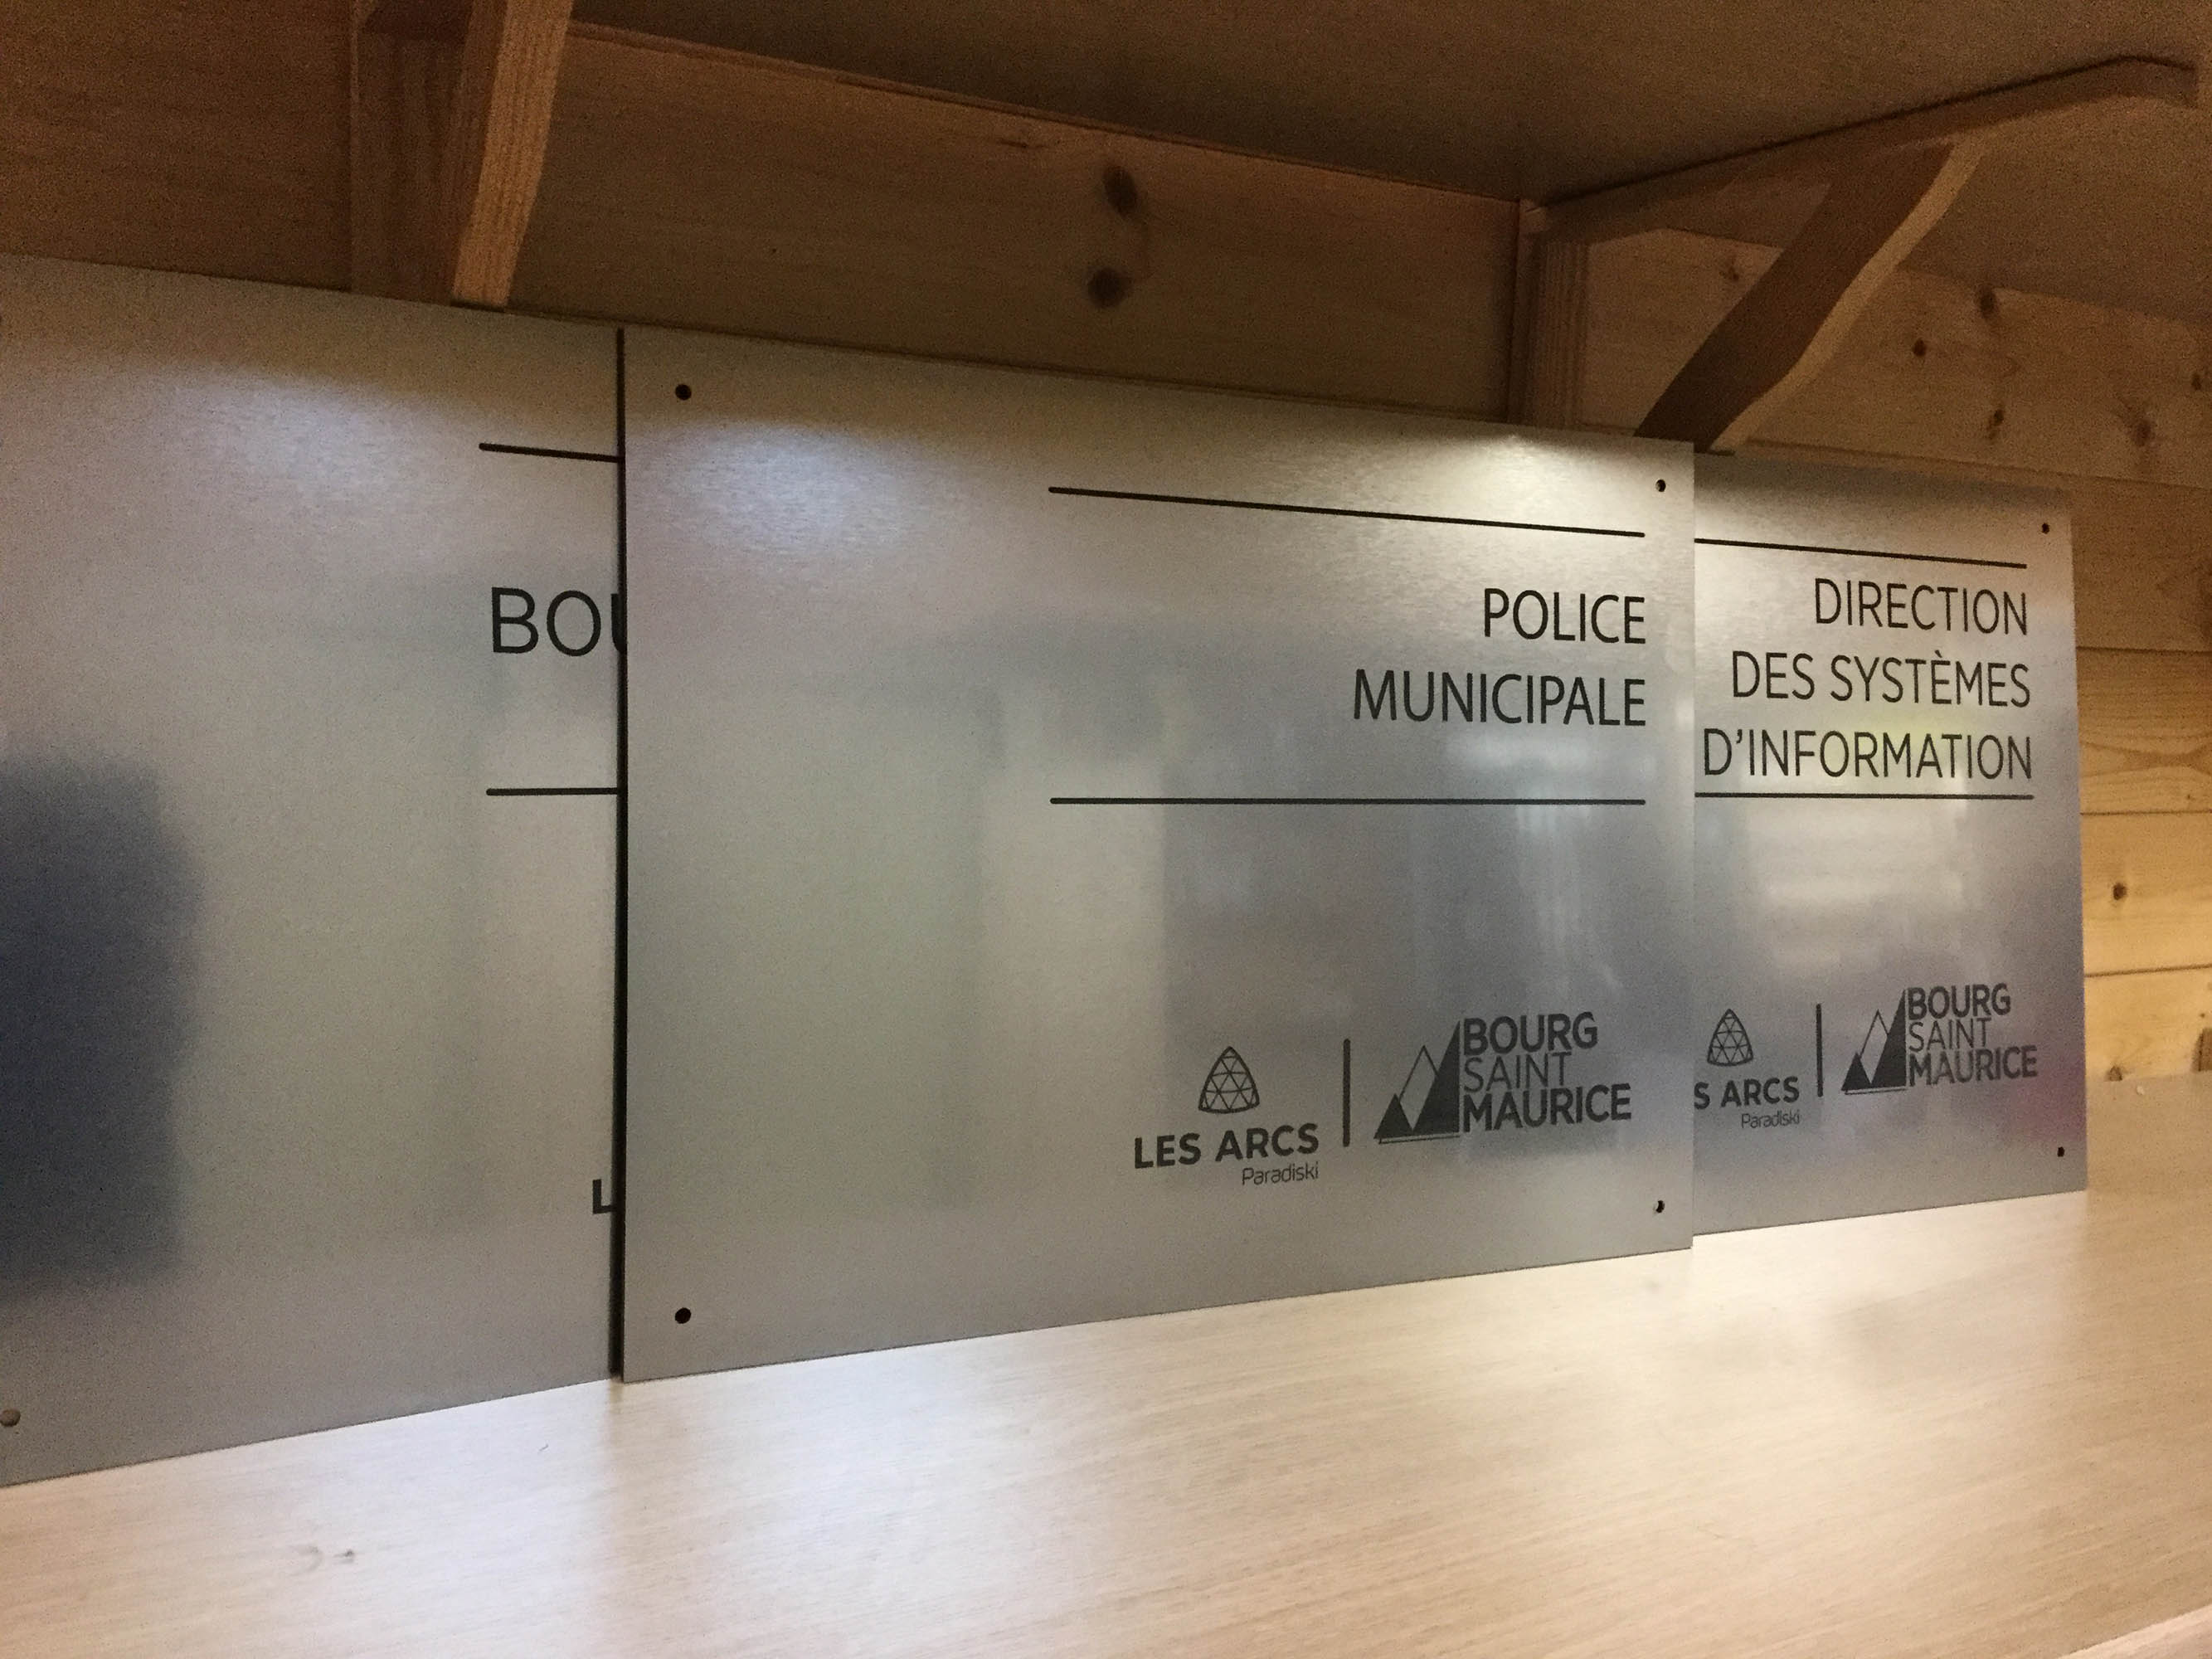 POLICE
MUNICIPALE
LES ARCS
Paradiski
BOURG
SAINT
MAURICE
DIRECTION
DES SYSTÈMES
D'INFORMATION
ARCS
Paradiski
BOURG
SAINT
MAURICE